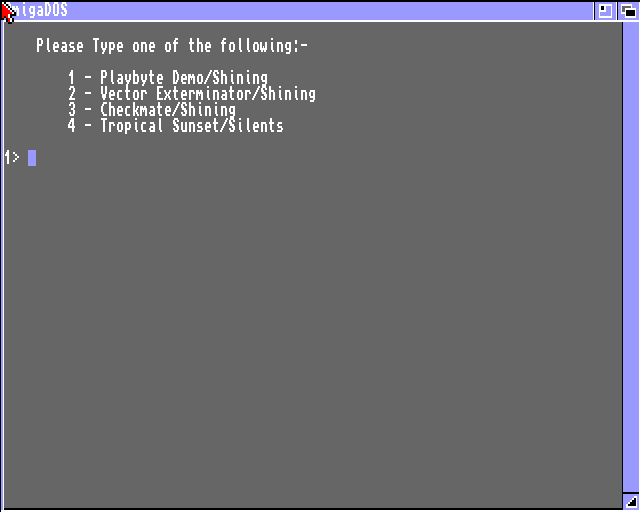 AmigaDOS
Please Type one of the following:-
1 - Playbyte Demo/Shining
2 - Vector Exterminator/Shining
3 - Checkmate/Shining
4 - Tropical Sunset/Silents
1>